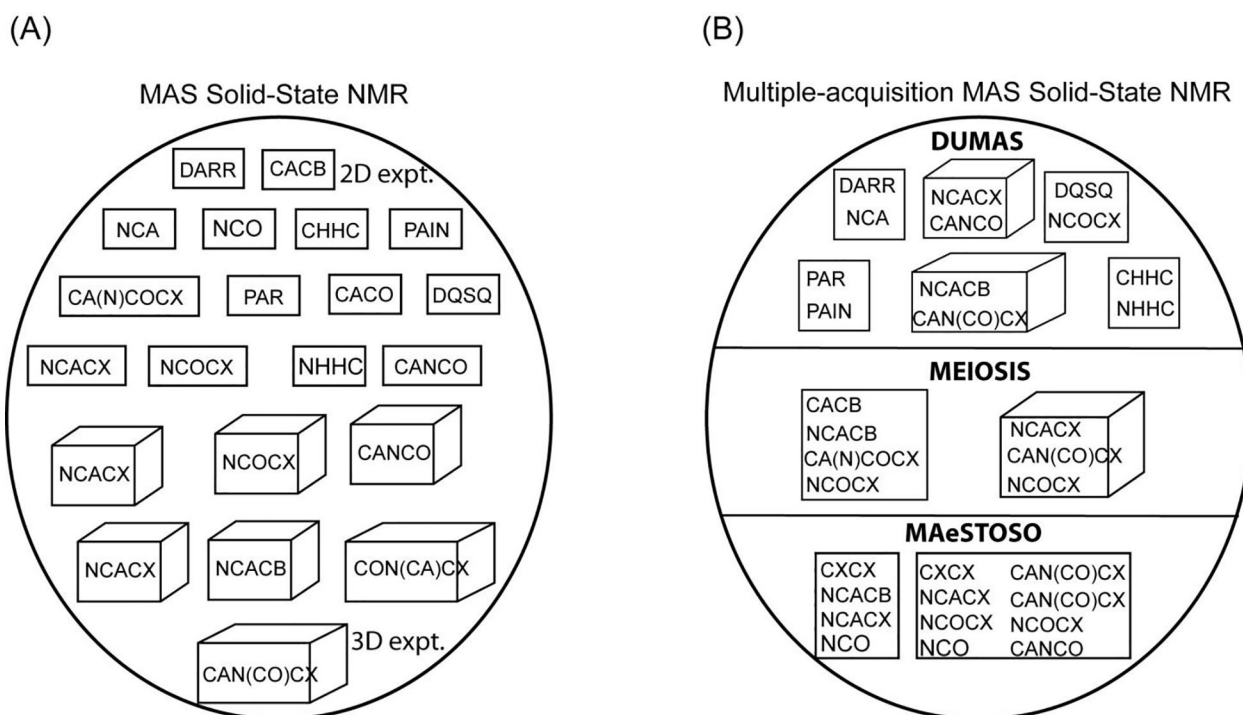 (A)
MAS Solid-State NMR
DARR
CACB
2D expt.
NCA
NCO
CHHC
PAIN
CA(N)COCX
PAR
CACO
DQSQ
NCACX
NCOCX
NHHC
CANCO
NCACX
NCOCX
CANCO
NCACX
NCACB
CON(CA)CX
CAN(CO)CX
3D expt.
(B)
Multiple-acquisition MAS Solid-State NMR
DUMAS
DARR
NCA
NCACX
CANCO
DQSQ
NCOCX
PAR
PAIN
NCACB
CAN(CO)CX
CHHC
NHHC
MEIOSIS
CACB
NCACB
CA(N)COCX
NCOCX
NCACX
CAN(CO)CX
NCOCX
MAeSTOSO
CXCX
NCACB
NCACX
NCO
CXCX
NCACX
NCOCX
NCO
CAN(CO)CX
CAN(CO)CX
NCOCX
CANCO